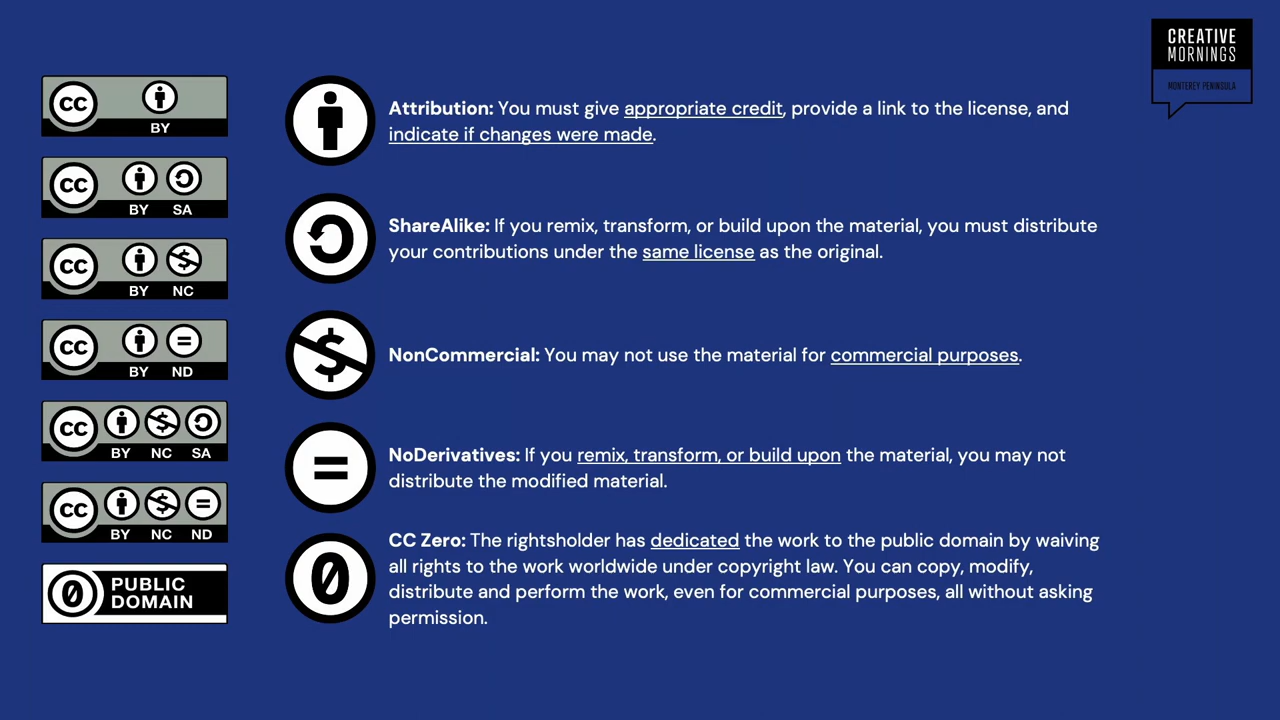 CREATIVE
MORNINGS
MONTEREY PENINSULA
CC
BY
CC
BY SA
CC
BY NC
CC
BY ND
CC
BY NC SA
CC
BY NC ND
0 PUBLIC
DOMAIN
Attribution: You must give appropriate credit, provide a link to the license, and
indicate if changes were made.
ShareAlike: If you remix, transform, or build upon the material, you must distribute
your contributions under the same license as the original.
$
NonCommercial: You may not use the material for commercial purposes.
=
NoDerivatives: If you remix, transform, or build upon the material, you may not
distribute the modified material.
0
CC Zero: The rightsholder has dedicated the work to the public domain by waiving
all rights to the work worldwide under copyright law. You can copy, modify,
distribute and perform the work, even for commercial purposes, all without asking
permission.